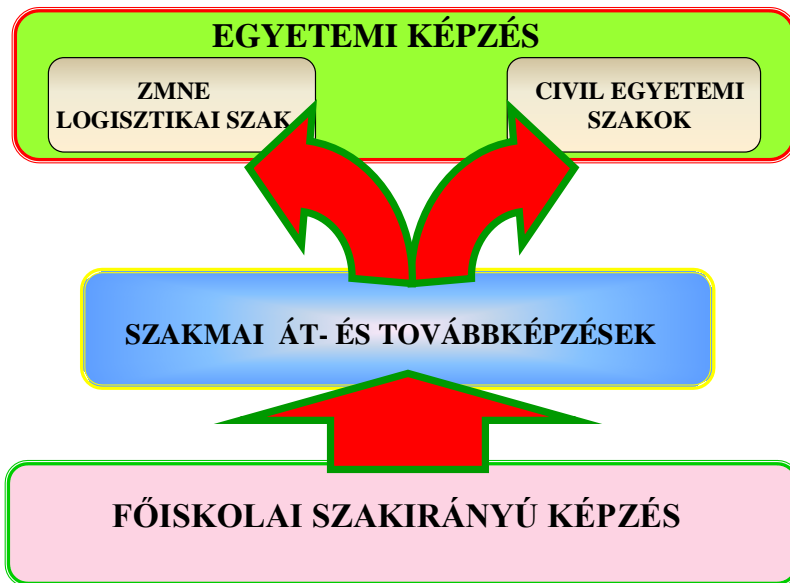 EGYETEMI KÉPZÉS
ZMNE
LOGISZTIKAI SZAK
CIVIL EGYETEMI
SZAKOK
SZAKMAI ÁT- ÉS TOVÁBBKÉPZÉSEK
FŐISKOLAI SZAKIRÁNYÚ KÉPZÉS